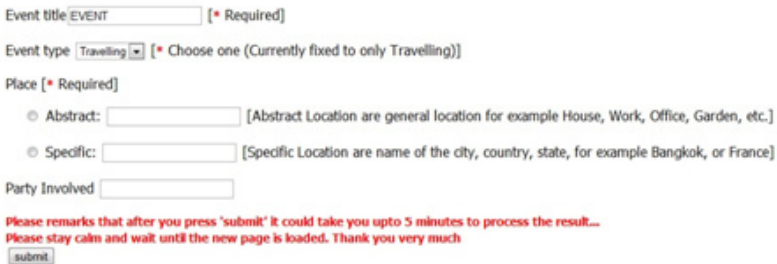 Event title EVENT [* Required]
Event type Travelling [* Choose one (Currently fixed to only Travelling)]
Place [* Required]
Abstract: [Abstract Location are general location for example House, Work, Office, Garden, etc.]
Specific: [Specific Location are name of the city, country, state, for example Bangkok, or France]
Party Involved
Please remarks that after you press 'submit' it could take you upto 5 minutes to process the result...
Please stay calm and wait until the new page is loaded. Thank you very much
submit